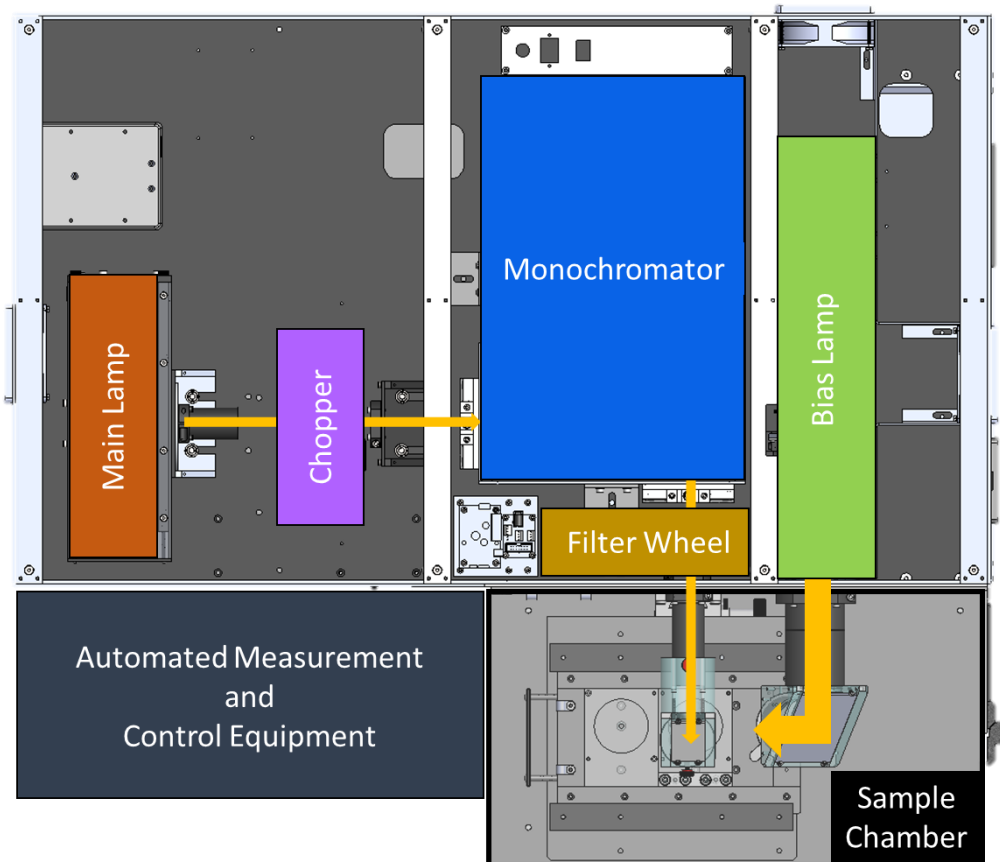 Monochromator
Bias Lamp
Main Lamp
Chopper
Filter Wheel
Automated Measurement
and
Control Equipment
Sample
Chamber